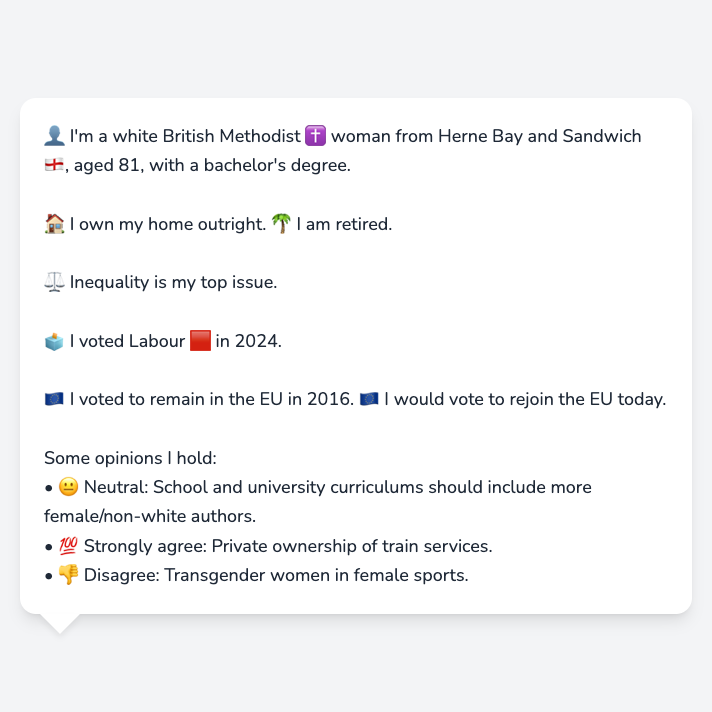 👤 I'm a white British Methodist ✝️ woman from Herne Bay and Sandwich
🏴󠁧󠁢󠁥󠁮󠁧󠁿, aged 81, with a bachelor's degree.
🏠 I own my home outright. 🌴 I am retired.
⚖️ Inequality is my top issue.
🗳️ I voted Labour 🟥 in 2024.
🇪🇺 I voted to remain in the EU in 2016. 🇪🇺 I would vote to rejoin the EU today.
Some opinions I hold:
• 😐 Neutral: School and university curriculums should include more
female/non-white authors.
• 💯 Strongly agree: Private ownership of train services.
• 👎 Disagree: Transgender women in female sports.